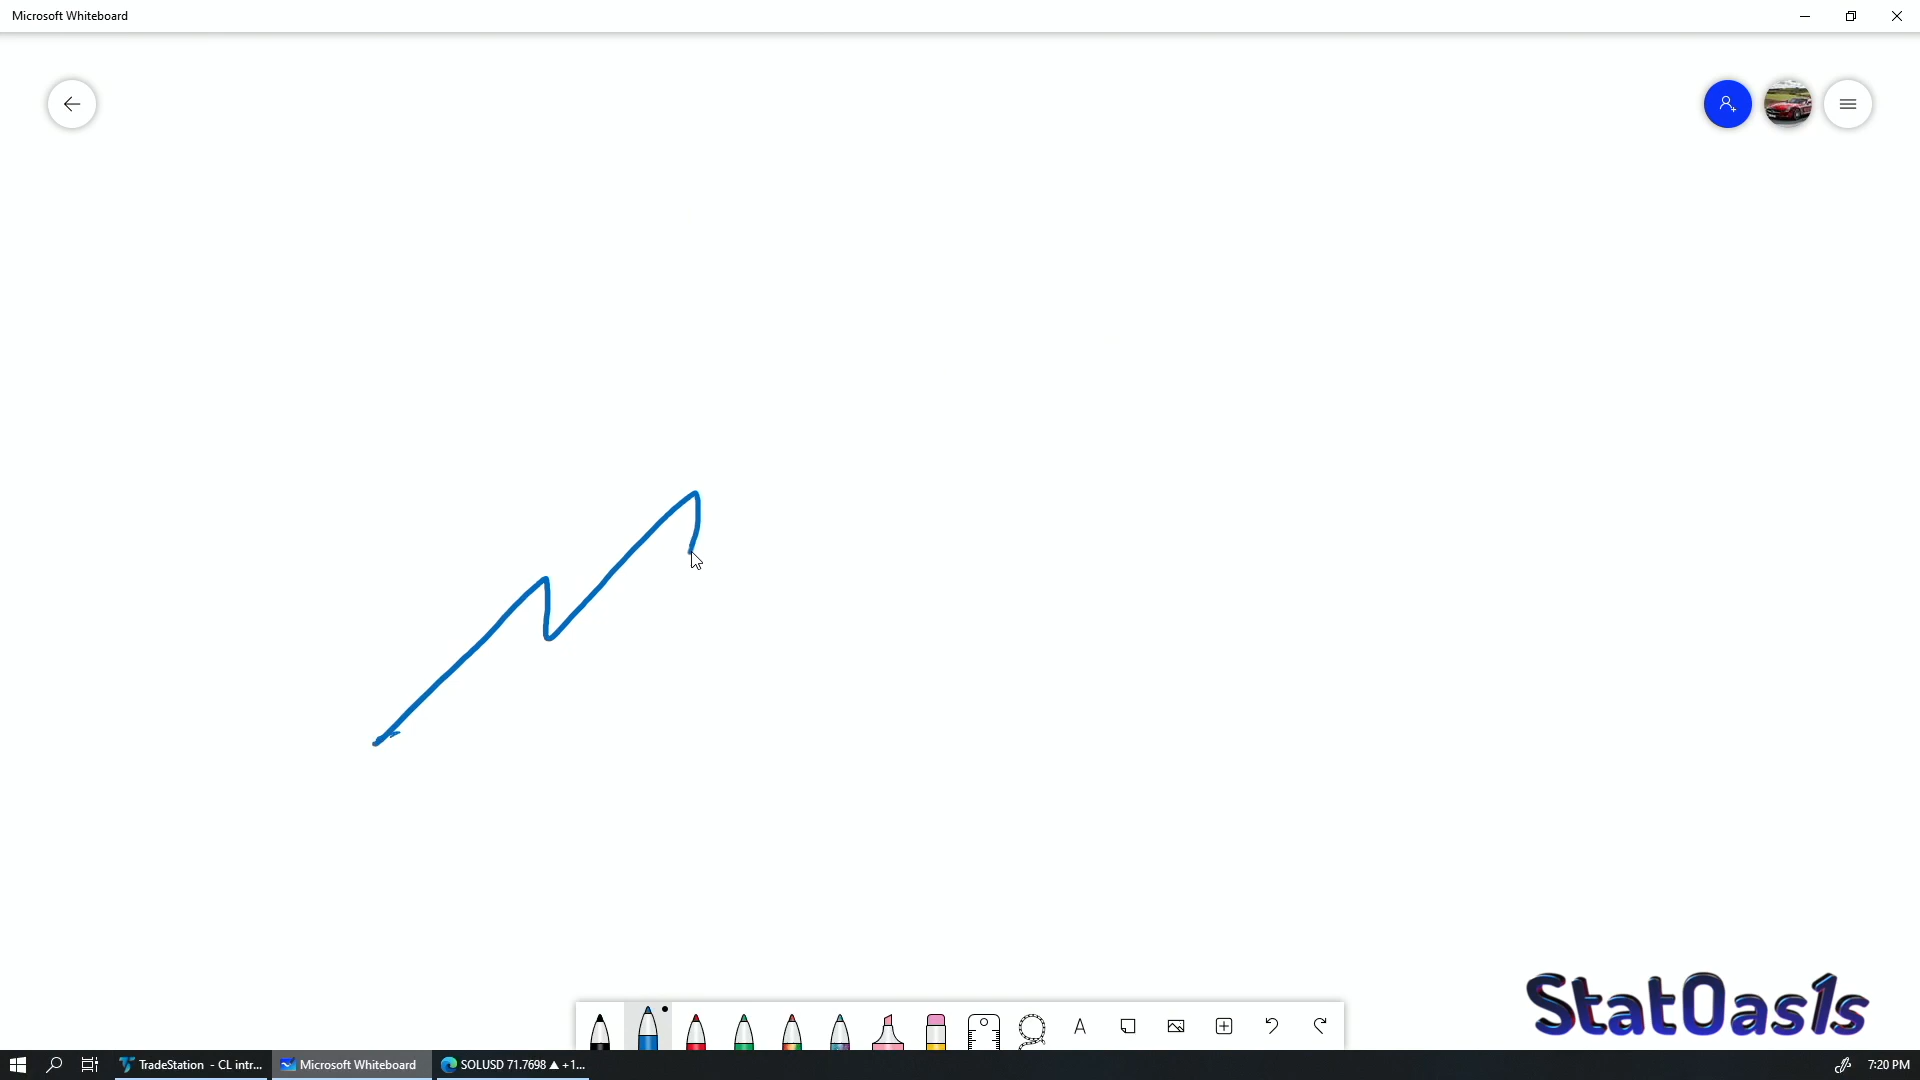 Microsoft Whiteboard
A
StatOas1s
TradeStation - CL intr...
Microsoft Whiteboard
SOLUSD 71.7698 ▲ +1...
7:20 PM